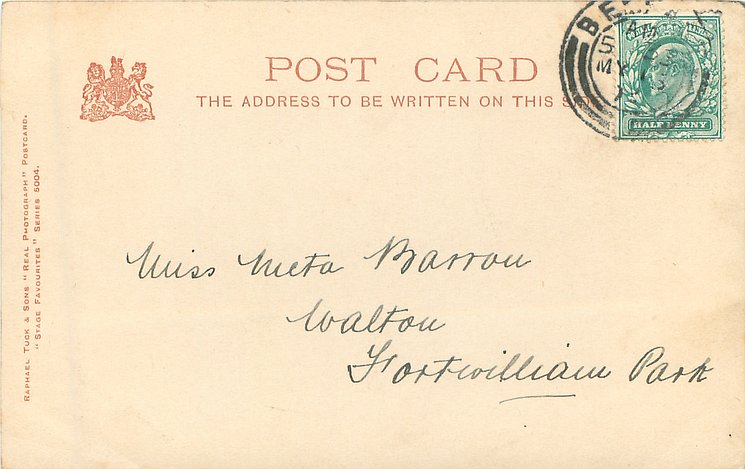 POST CARD
THE ADDRESS TO BE WRITTEN ON THIS
HALF PENNY
RAPHAEL TUCK & SONS "REAL PHOTOGRAPH" POSTCARD.
"STAGE FAVOURITES" SERIES 5004.
Miss Meta Barron
Walton
Fortwilliam Park